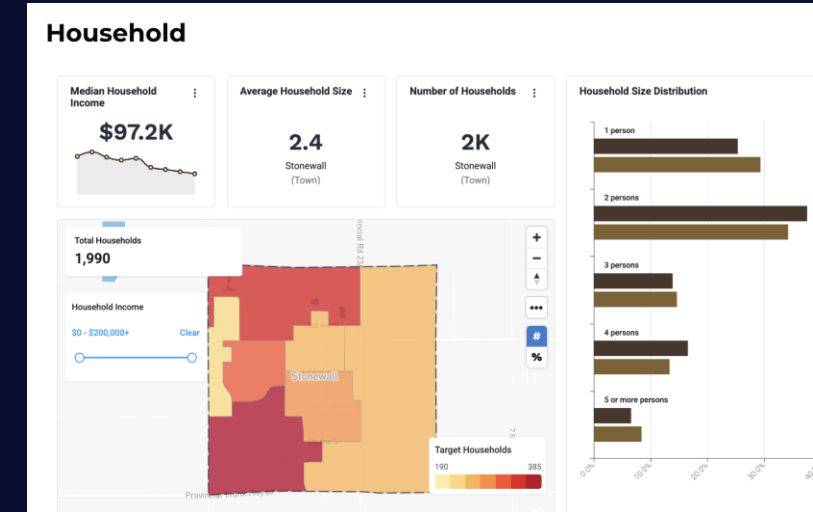 Household
Median Household
Income
$97.2K
Average Household Size
2.4
Stonewall
(Town)
Number of Households
2K
Stonewall
(Town)
Household Size Distribution
1 person
2 persons
3 persons
4 persons
5 or more persons
0.0%
10.0%
20.0%
30.0%
Total Households
1,990
Household Income
$0 - $200,000+
Clear
Stonewall
+
−
•••
#
%
Target Households
190
385